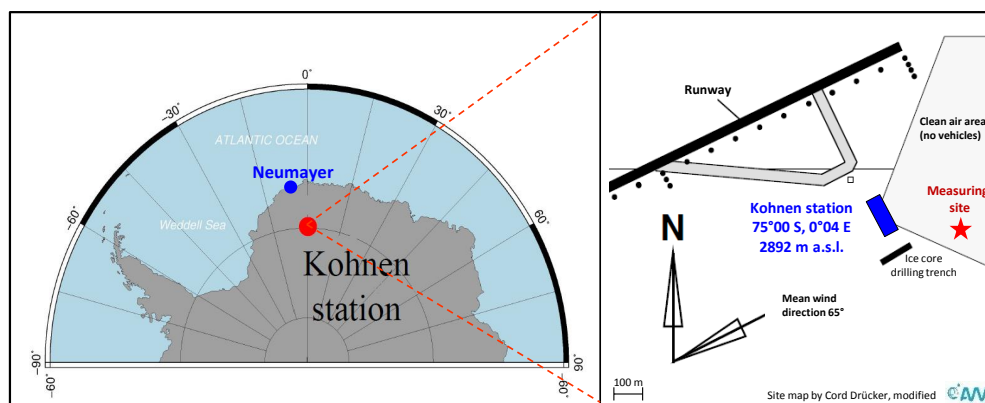 0°
-30°
30°
ATLANTIC OCEAN
Neumayer
-60°
60°
Weddell Sea
Kohnen
station
-90°
90°
-60°
-60°
Runway
Clean air area
(no vehicles)
Measuring
site
Kohnen station
75°00 S, 0°04 E
2892 m a.s.l.
N
Ice core
drilling trench
Mean wind
direction 65°
100 m
Site map by Cord Drücker, modified
AWI